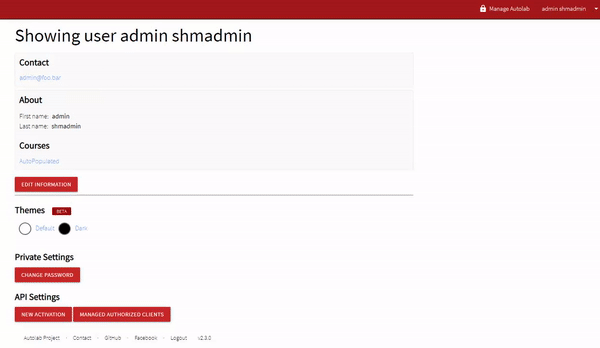 Manage Autolab admin shmadmin
Showing user admin shmadmin
Contact
admin@foo.bar
About
First name: admin
Last name: shmadmin
Courses
AutoPopulated
EDIT INFORMATION
Themes BETA
Default Dark
Private Settings
CHANGE PASSWORD
API Settings
NEW ACTIVATION MANAGED AUTHORIZED CLIENTS
Autolab Project · Contact · GitHub · Facebook · Logout v2.3.0